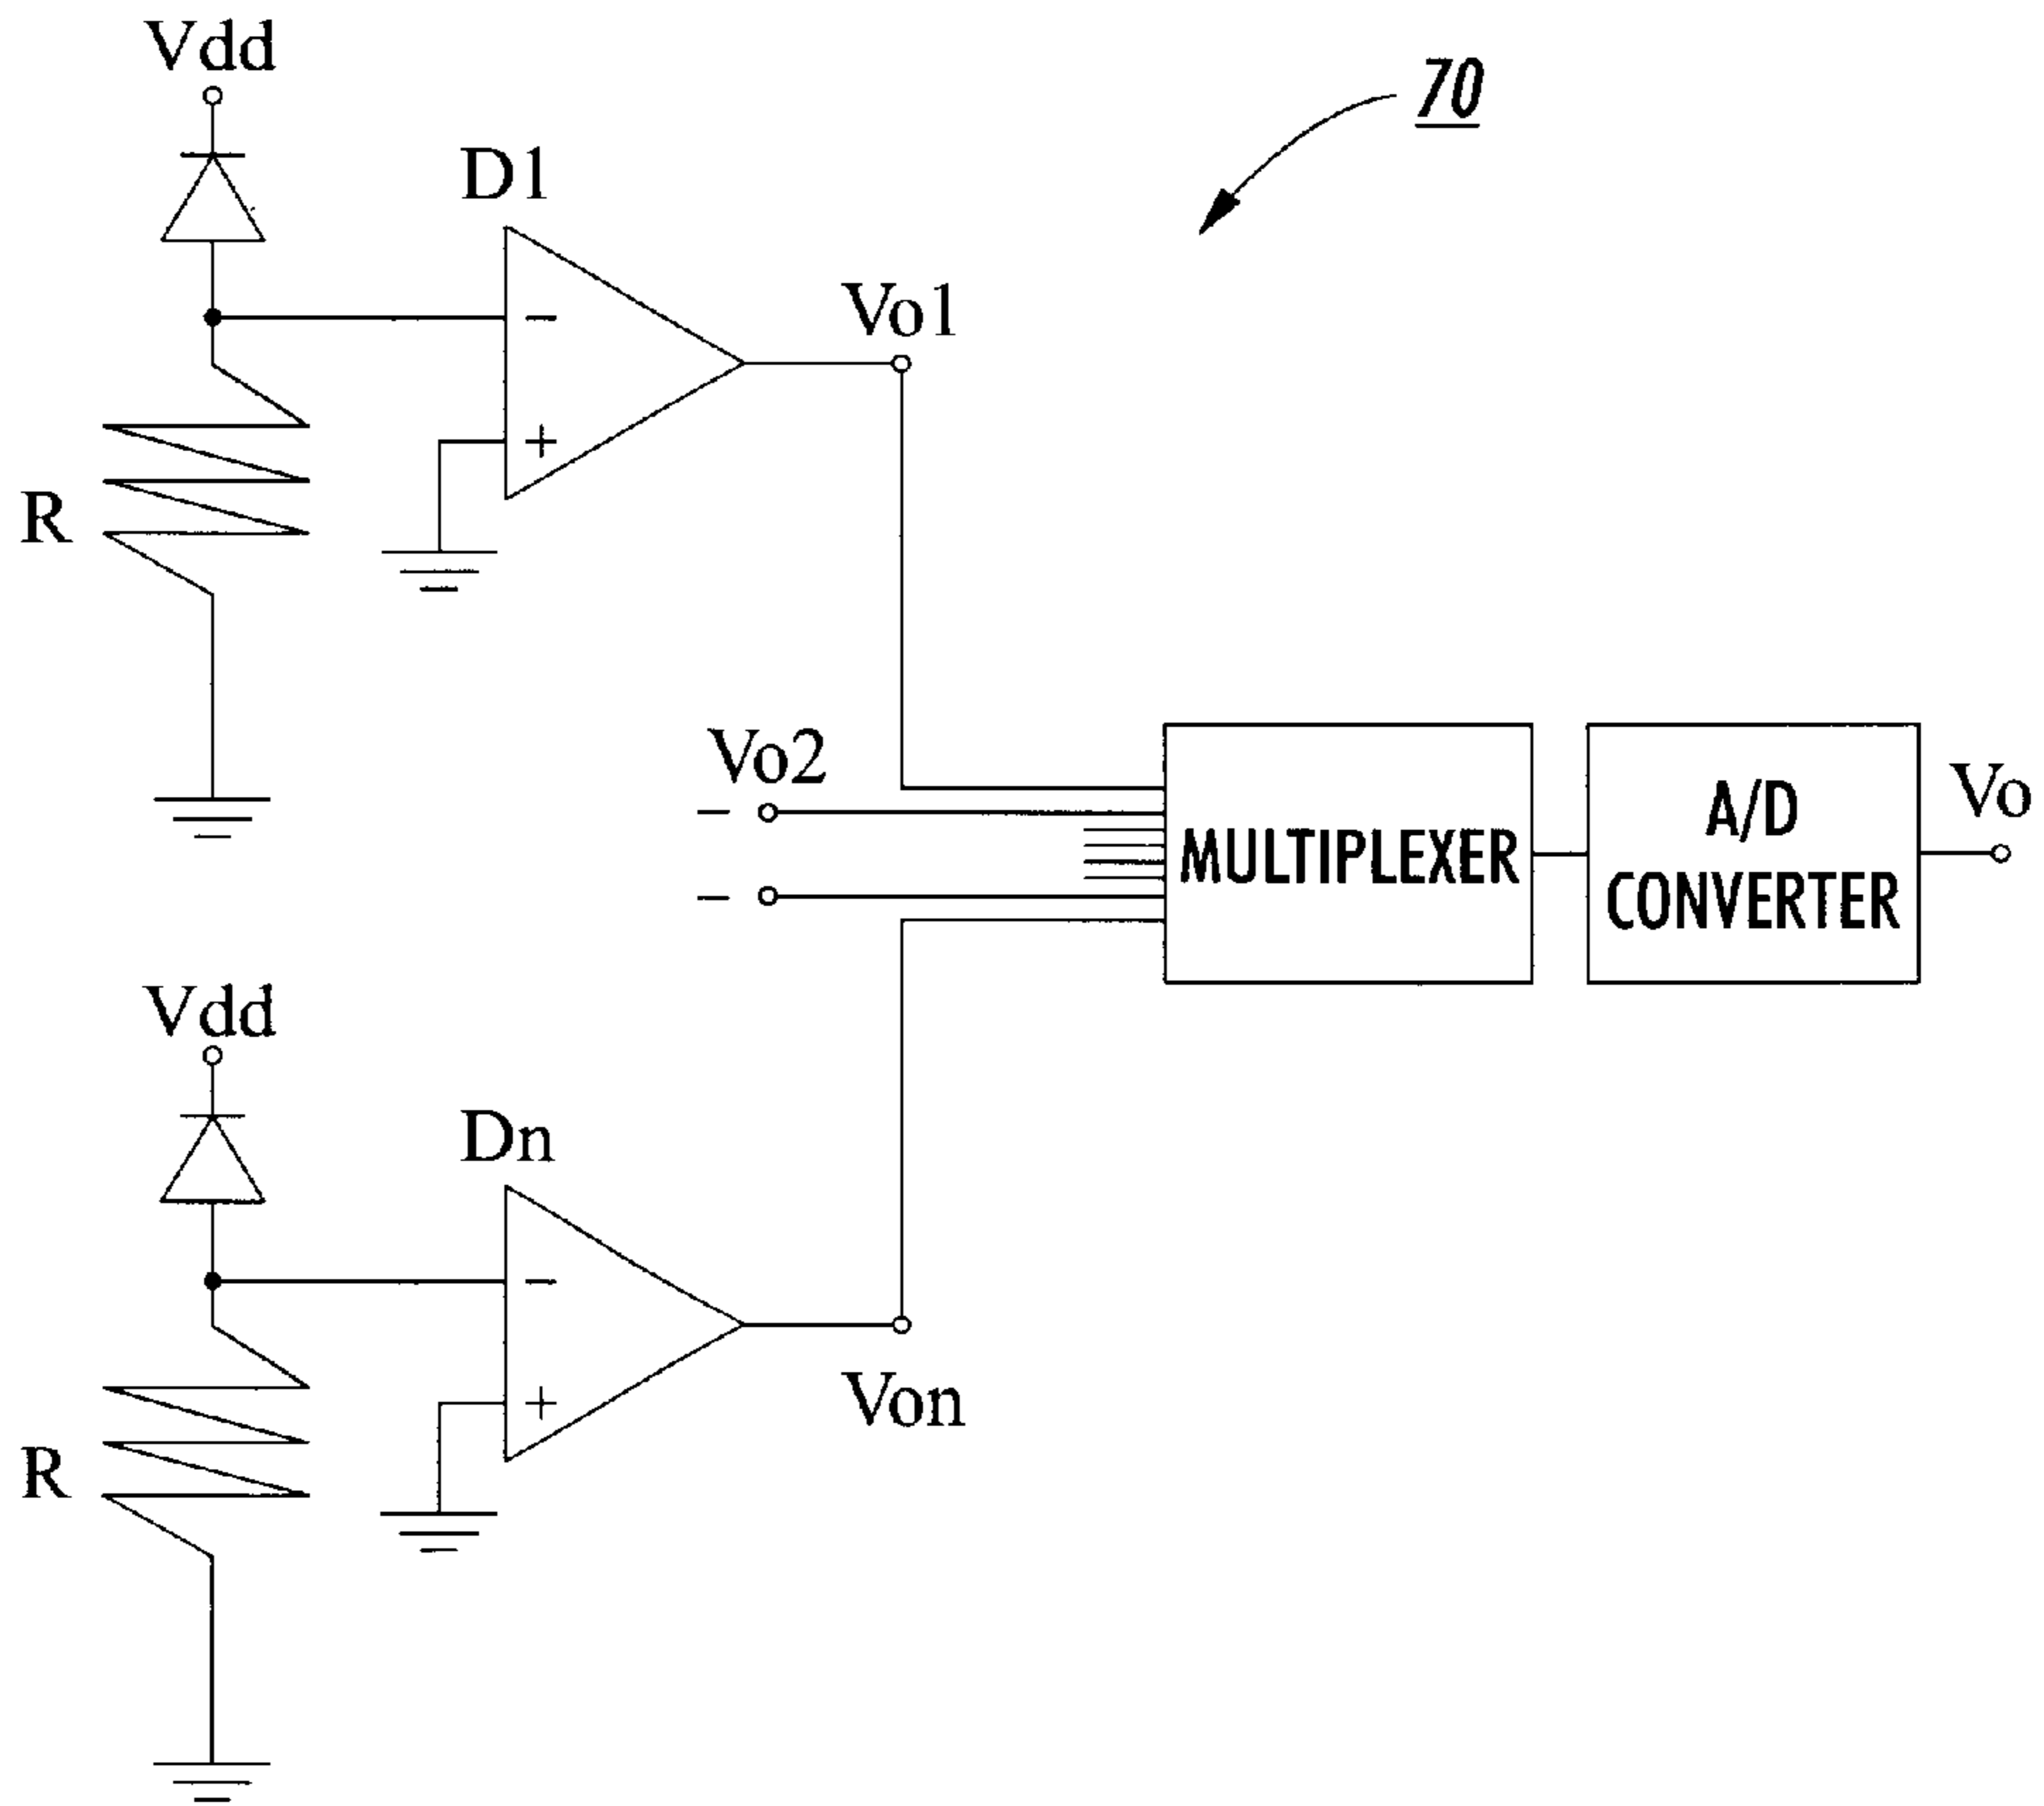 Vdd
70
D1
Vo1
−
+
R
Vo2
−
−
MULTIPLEXER
A/D
CONVERTER
Vo
Vdd
Dn
−
+
Von
R